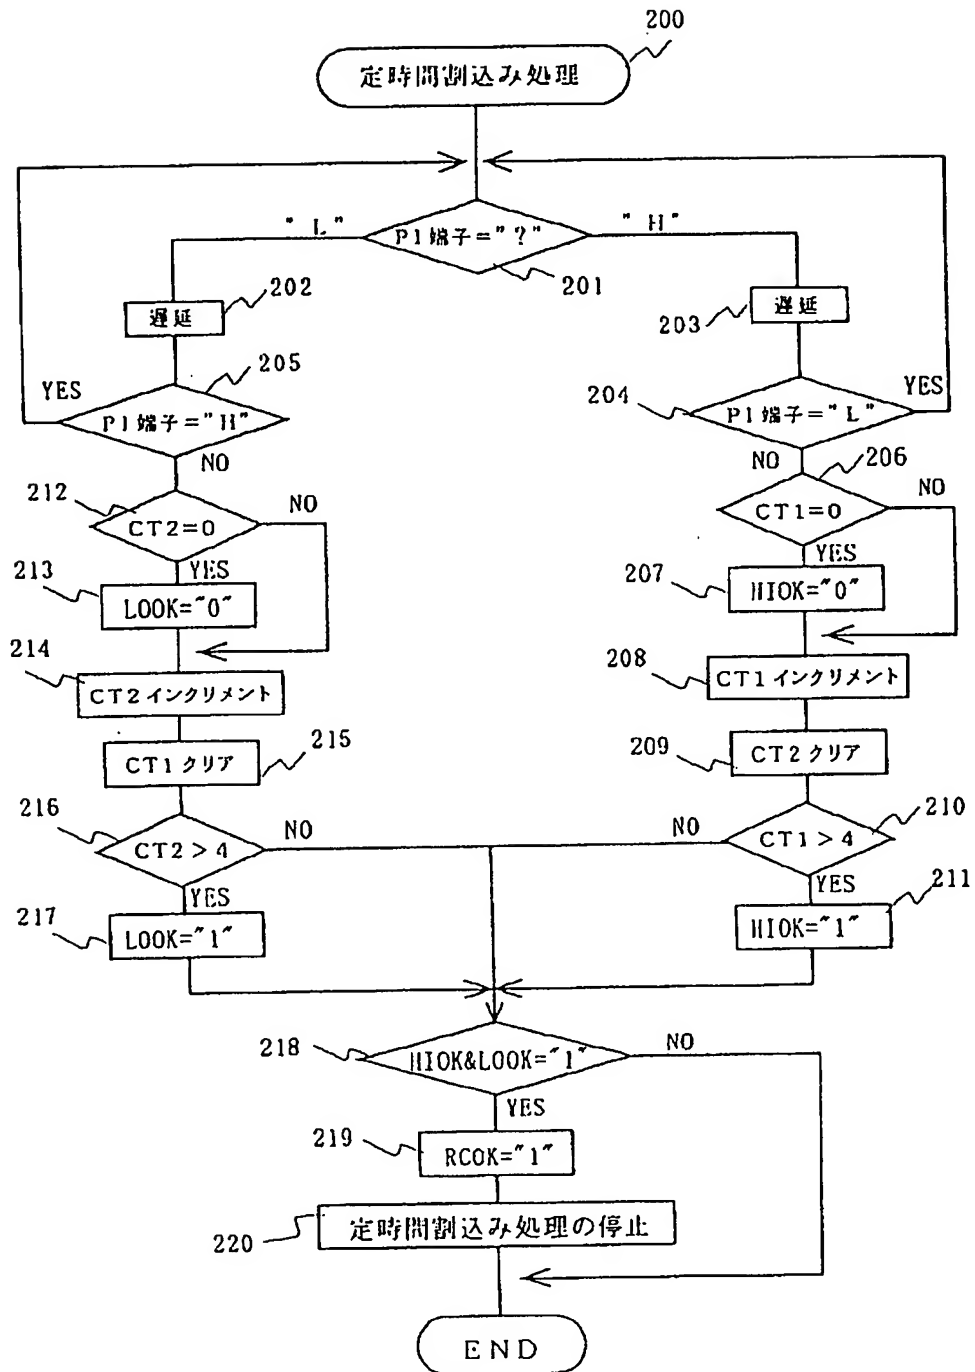 200
定時間割込み処理
"L"
P1端子="?"
"H"
201
202
遅延
203
遅延
205
YES
P1端子="H"
NO
204
P1端子="L"
YES
NO
206
212
CT2=0
NO
YES
CT1=0
NO
YES
213
LOOK="0"
207
HIOK="0"
214
CT2インクリメント
208
CT1インクリメント
CT1クリア
215
209
CT2クリア
216
CT2>4
NO
YES
NO
CT1>4
210
YES
217
LOOK="1"
HIOK="1"
211
218
HIOK&LOOK="1"
NO
YES
219
RCOK="1"
220
定時間割込み処理の停止
END